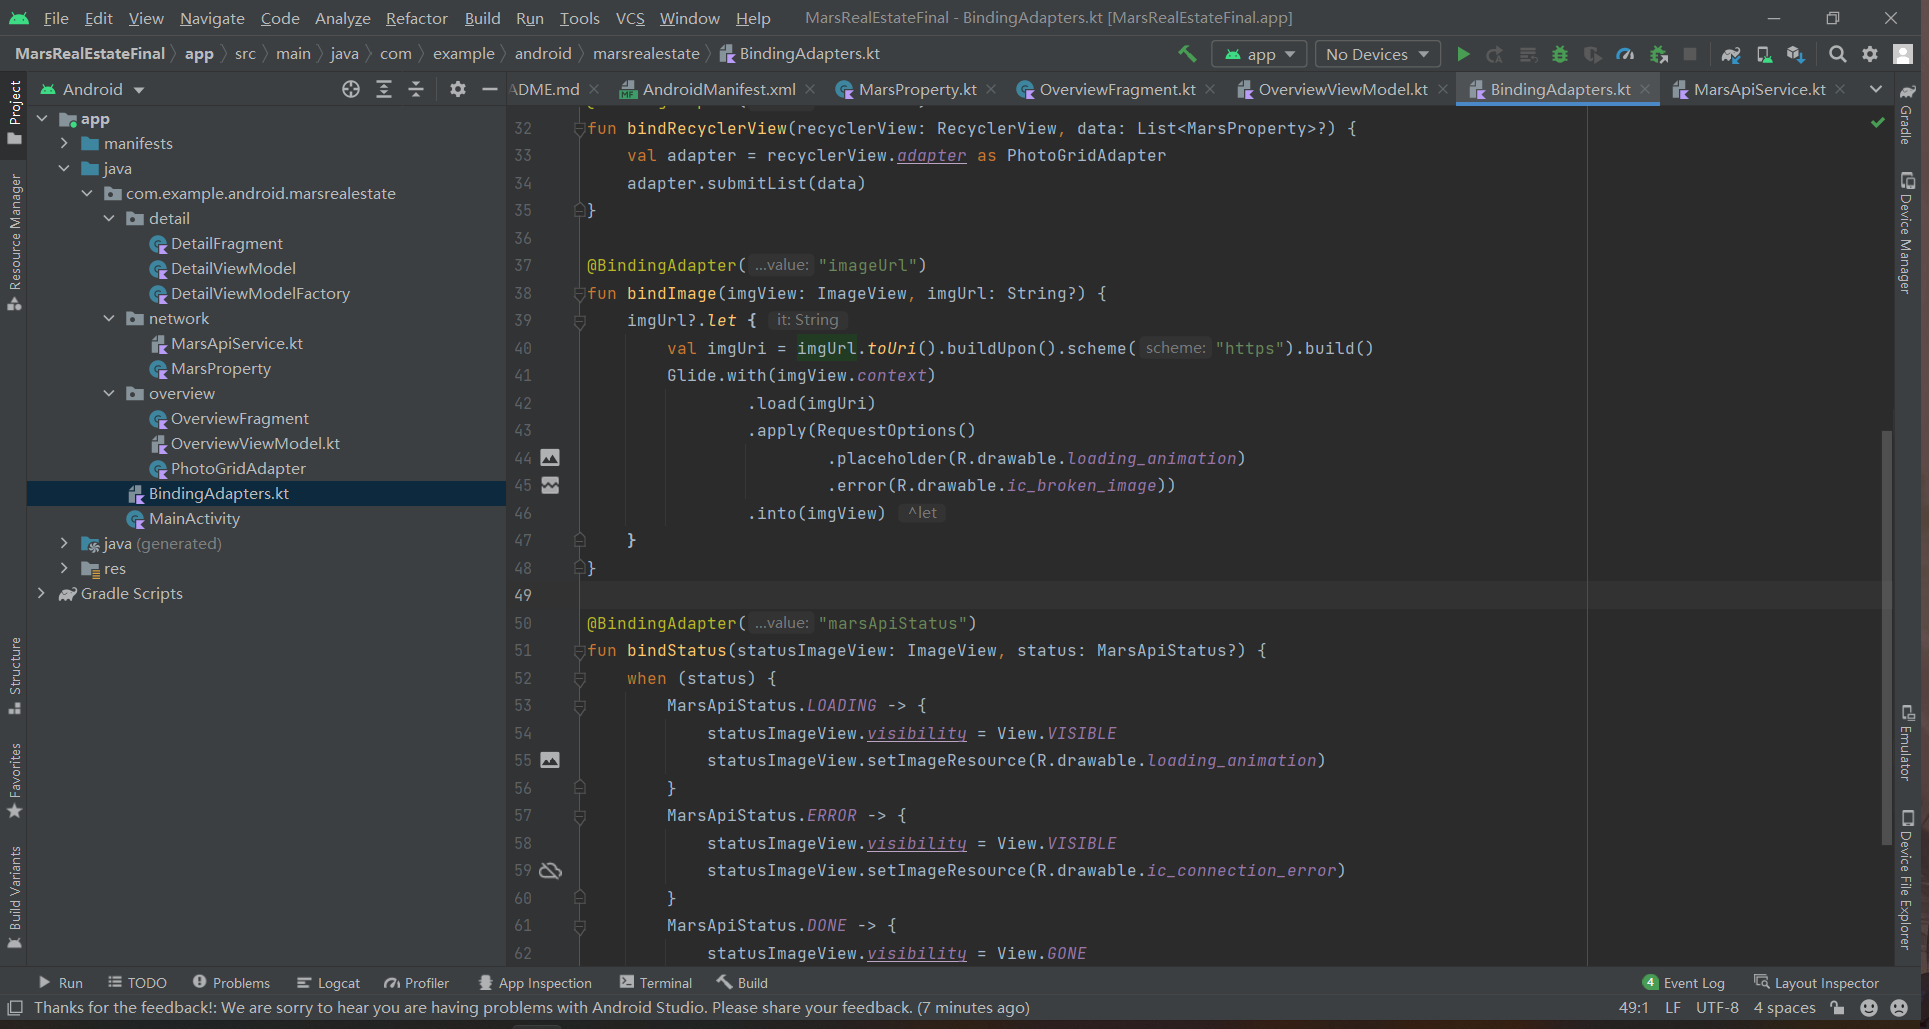 File Edit View Navigate Code Analyze Refactor Build Run Tools VCS Window Help MarsRealEstateFinal - BindingAdapters.kt [MarsRealEstateFinal.app]
MarsRealEstateFinal app src main java com example android marsrealestate BindingAdapters.kt app No Devices
Android
ADME.md AndroidManifest.xml MarsProperty.kt OverviewFragment.kt OverviewViewModel.kt BindingAdapters.kt MarsApiService.kt
Project
Resource Manager
Structure
Favorites
Build Variants
app
manifests
java
com.example.android.marsrealestate
detail
DetailFragment
DetailViewModel
DetailViewModelFactory
network
MarsApiService.kt
MarsProperty
overview
OverviewFragment
OverviewViewModel.kt
PhotoGridAdapter
BindingAdapters.kt
MainActivity
java (generated)
res
Gradle Scripts
32 fun bindRecyclerView(recyclerView: RecyclerView, data: List<MarsProperty>?) {
33 val adapter = recyclerView.adapter as PhotoGridAdapter
34 adapter.submitList(data)
35 }
36
37 @BindingAdapter( ...value: "imageUrl")
38 fun bindImage(imgView: ImageView, imgUrl: String?) {
39 imgUrl?.let { it: String
40 val imgUri = imgUrl.toUri().buildUpon().scheme( scheme: "https").build()
41 Glide.with(imgView.context)
42 .load(imgUri)
43 .apply(RequestOptions()
44 .placeholder(R.drawable.loading_animation)
45 .error(R.drawable.ic_broken_image))
46 .into(imgView) ^let
47 }
48 }
49
50 @BindingAdapter( ...value: "marsApiStatus")
51 fun bindStatus(statusImageView: ImageView, status: MarsApiStatus?) {
52 when (status) {
53 MarsApiStatus.LOADING -> {
54 statusImageView.visibility = View.VISIBLE
55 statusImageView.setImageResource(R.drawable.loading_animation)
56 }
57 MarsApiStatus.ERROR -> {
58 statusImageView.visibility = View.VISIBLE
59 statusImageView.setImageResource(R.drawable.ic_connection_error)
60 }
61 MarsApiStatus.DONE -> {
62 statusImageView.visibility = View.GONE
Gradle
Device Manager
Emulator
Device File Explorer
Run TODO Problems Logcat Profiler App Inspection Terminal Build 4 Event Log Layout Inspector
Thanks for the feedback!: We are sorry to hear you are having problems with Android Studio. Please share your feedback. (7 minutes ago) 49:1 LF UTF-8 4 spaces